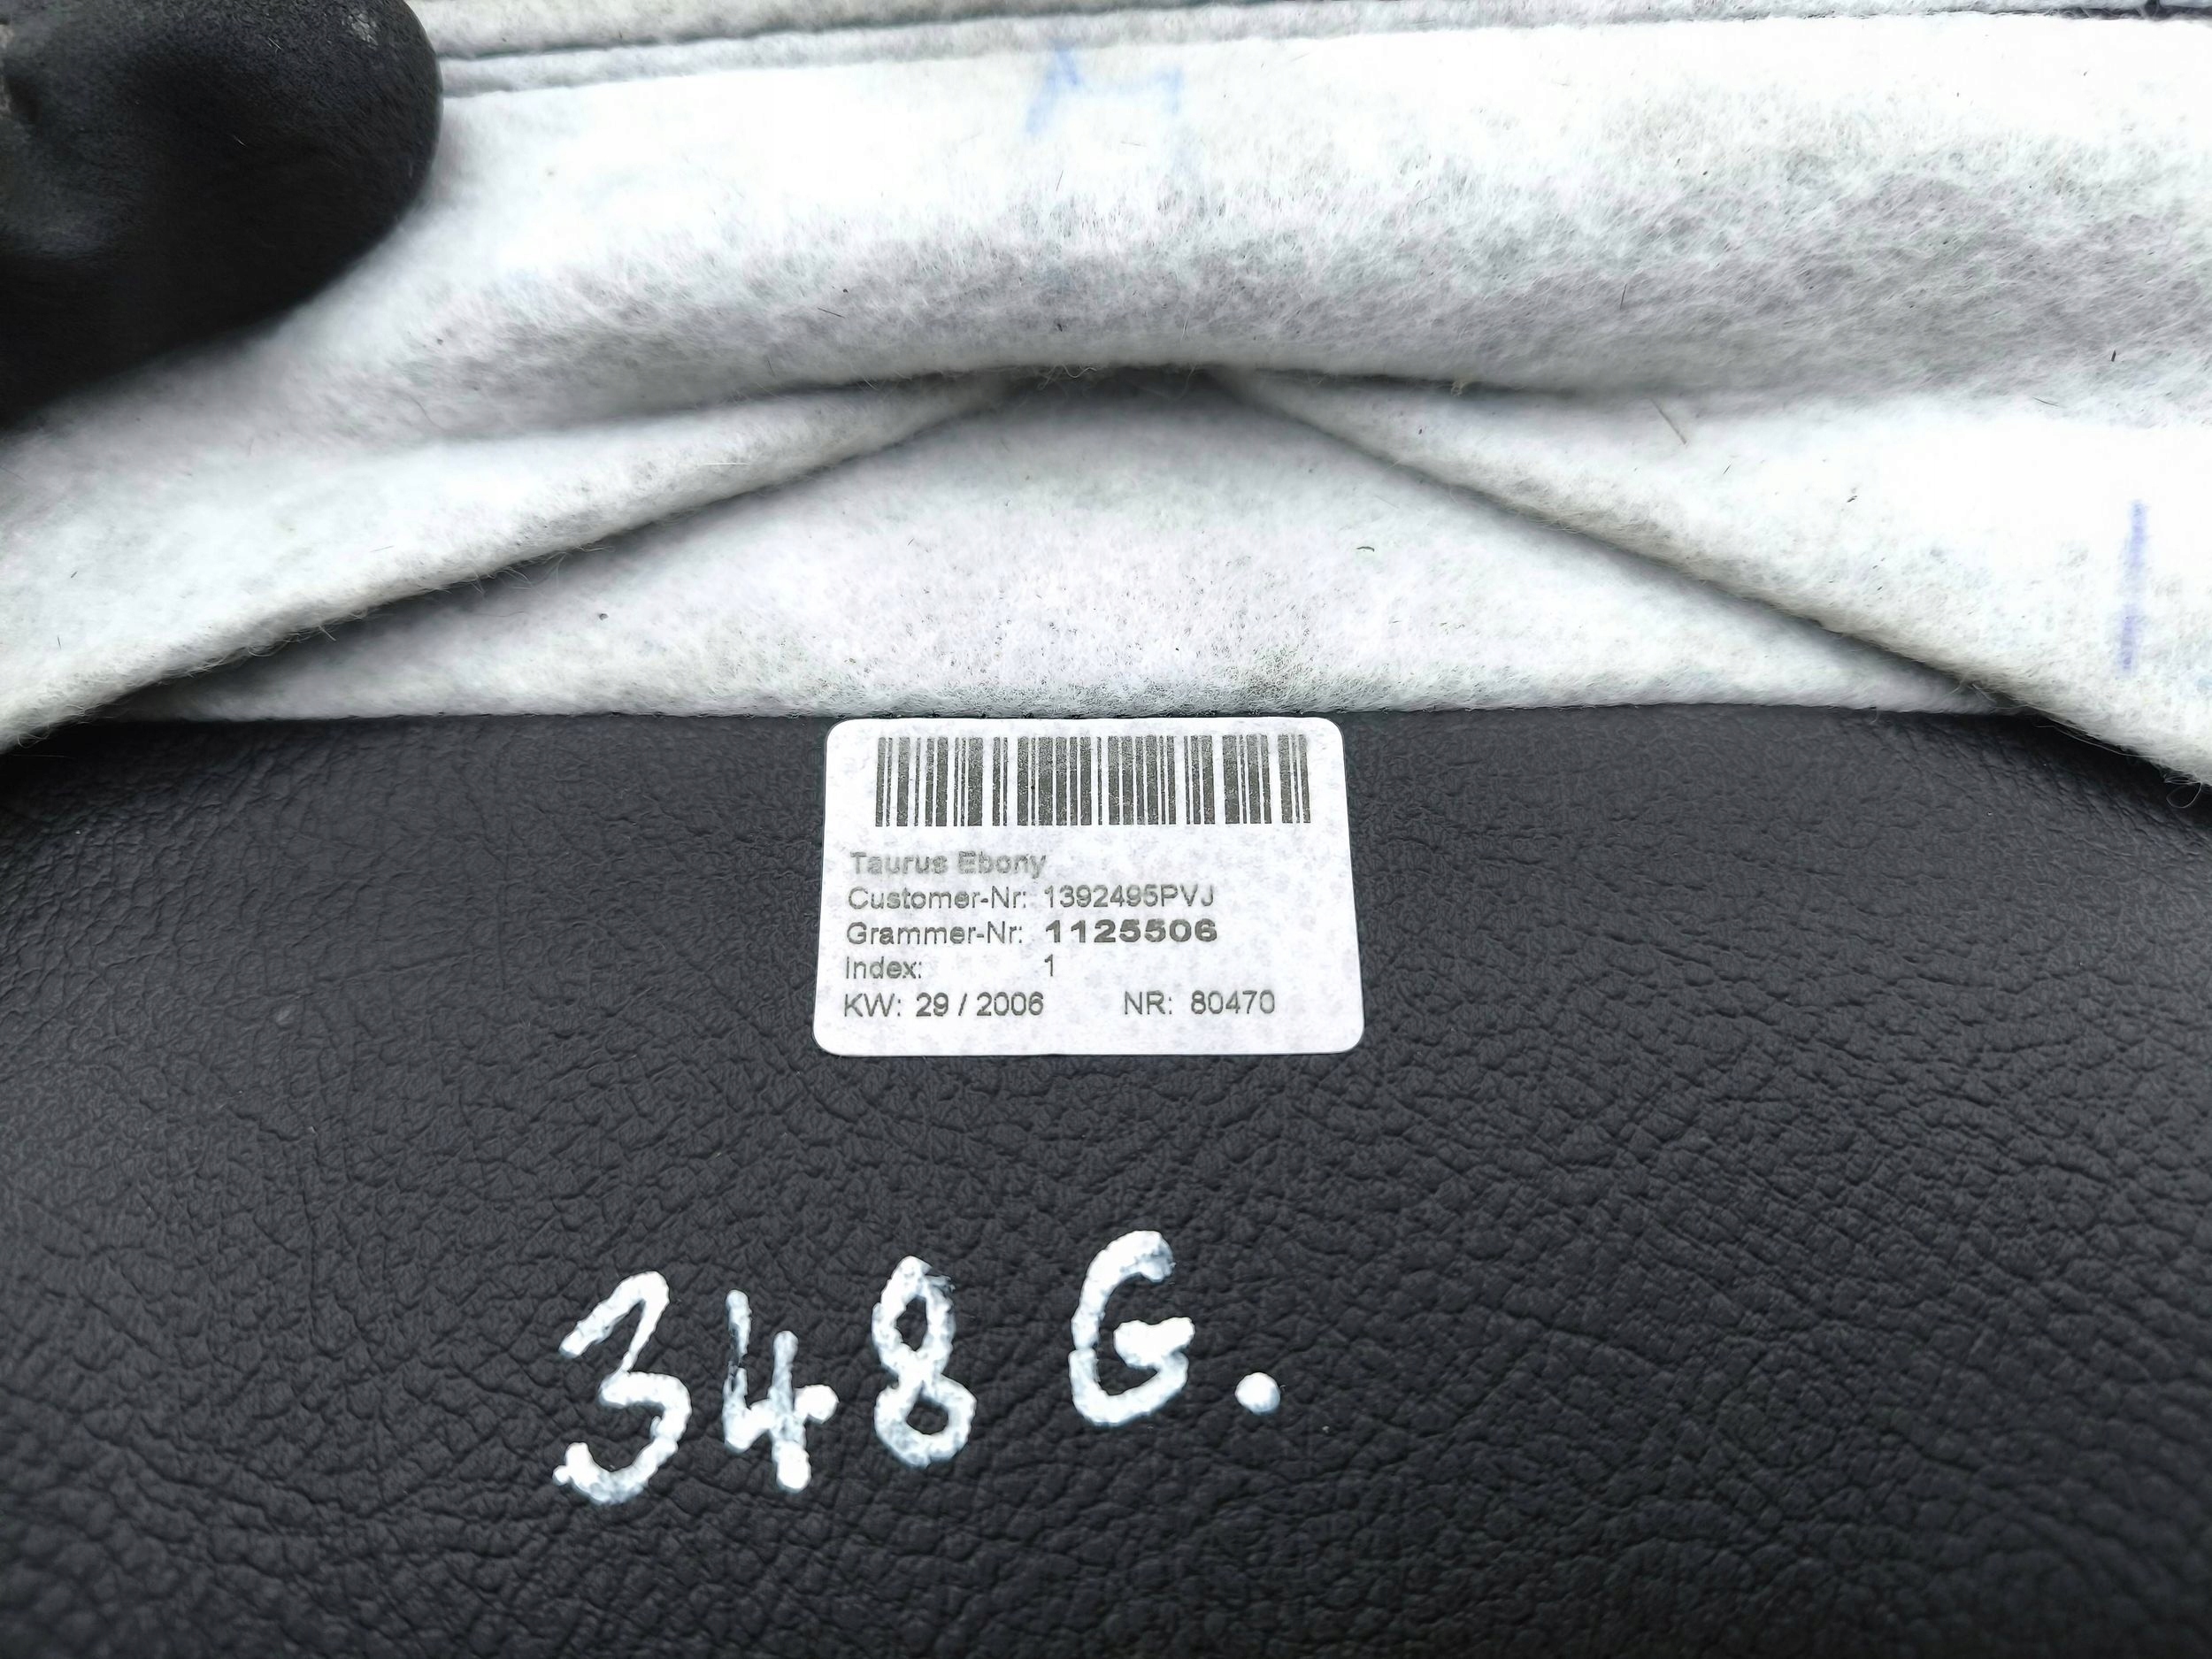 Taurus Ebony
Customer-Nr: 1392495PVJ
Grammer-Nr: 1125506
Index: 1
KW: 29 / 2006 NR: 80470
348 G.